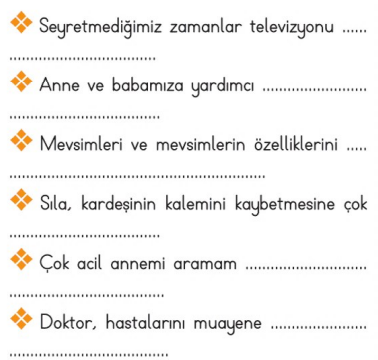 Seyretmediğimiz zamanlar televizyonu ......
...................................
Anne ve babamıza yardımcı .........................
....................................
Mevsimleri ve mevsimlerin özelliklerini .....
.............................................................
Sıla, kardeşinin kalemini kaybetmesine çok
....................................
Çok acil annemi aramam .............................
.....................................
Doktor, hastalarını muayene .......................
......................................